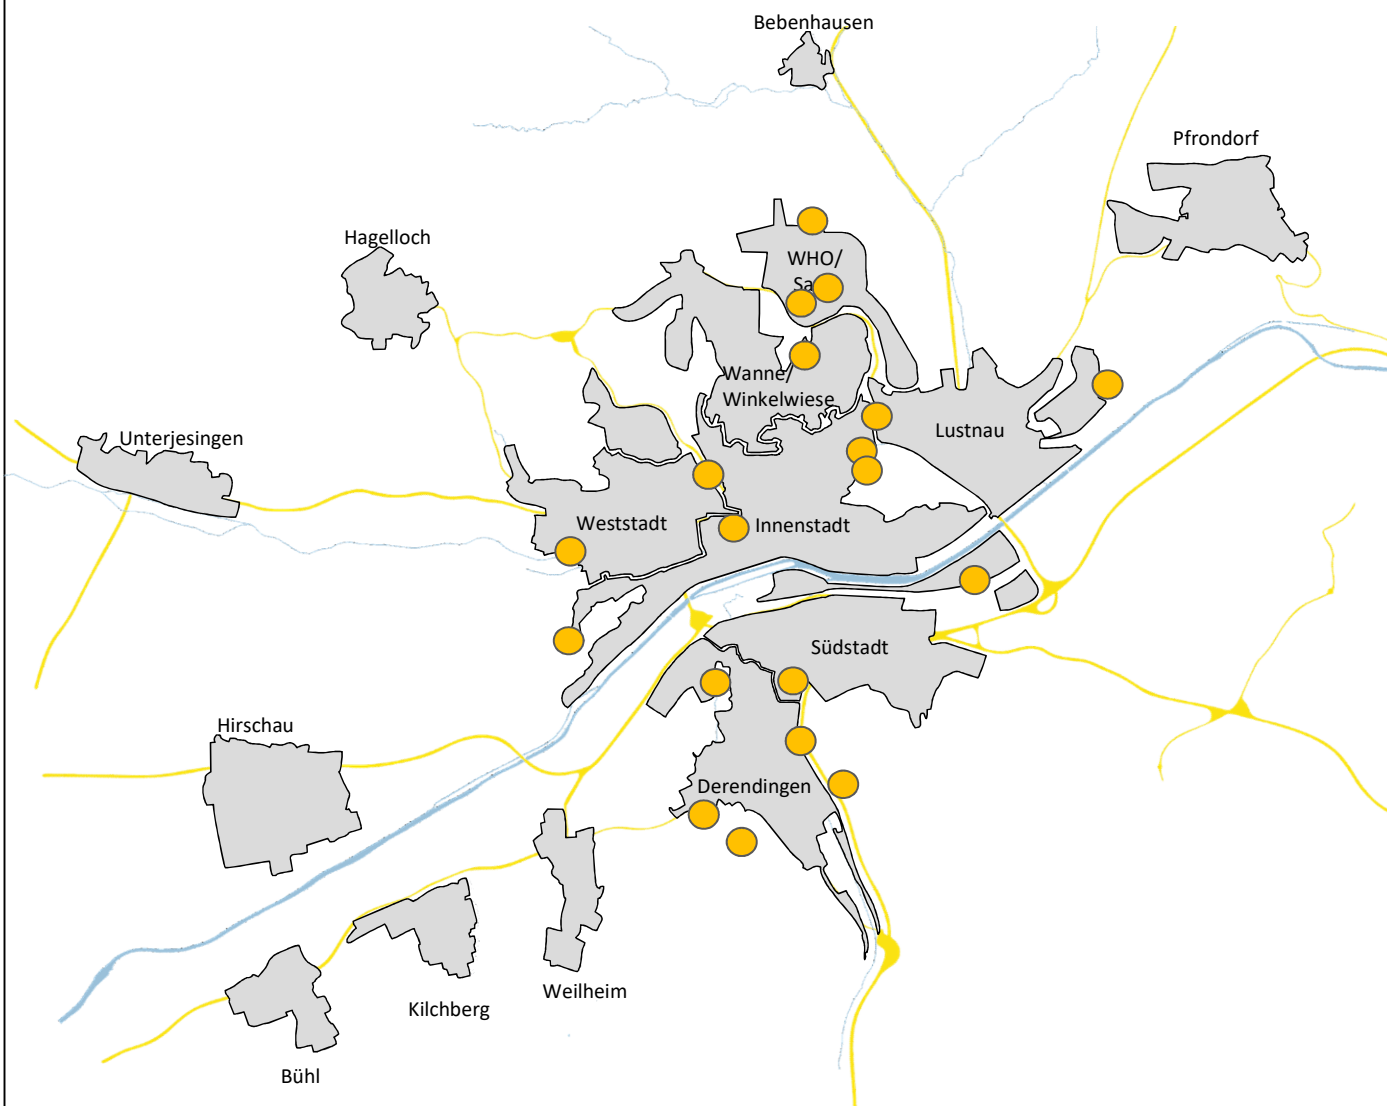 Bebenhausen
Pfrondorf
Hagelloch
WHO/
Sa
Wanne/
Winkelwiese
Lustnau
Unterjesingen
Weststadt
Innenstadt
Südstadt
Hirschau
Derendingen
Weilheim
Kilchberg
Bühl